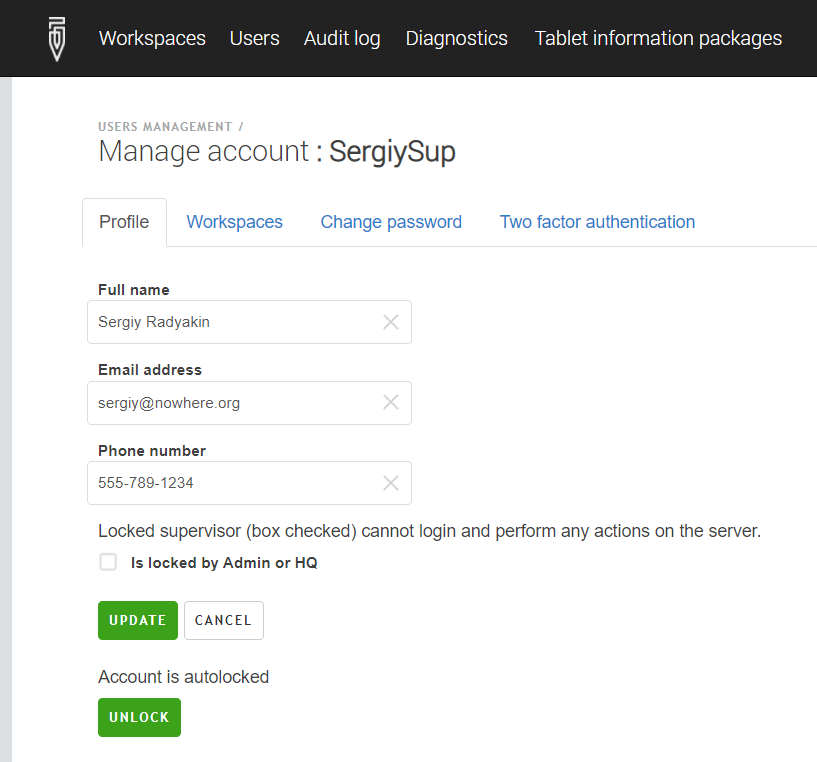 Workspaces Users Audit log Diagnostics Tablet information packages
USERS MANAGEMENT /
Manage account : SergiySup
Profile Workspaces Change password Two factor authentication
Full name
Sergiy Radyakin
Email address
sergiy@nowhere.org
Phone number
555-789-1234
Locked supervisor (box checked) cannot login and perform any actions on the server.
Is locked by Admin or HQ
UPDATE CANCEL
Account is autolocked
UNLOCK